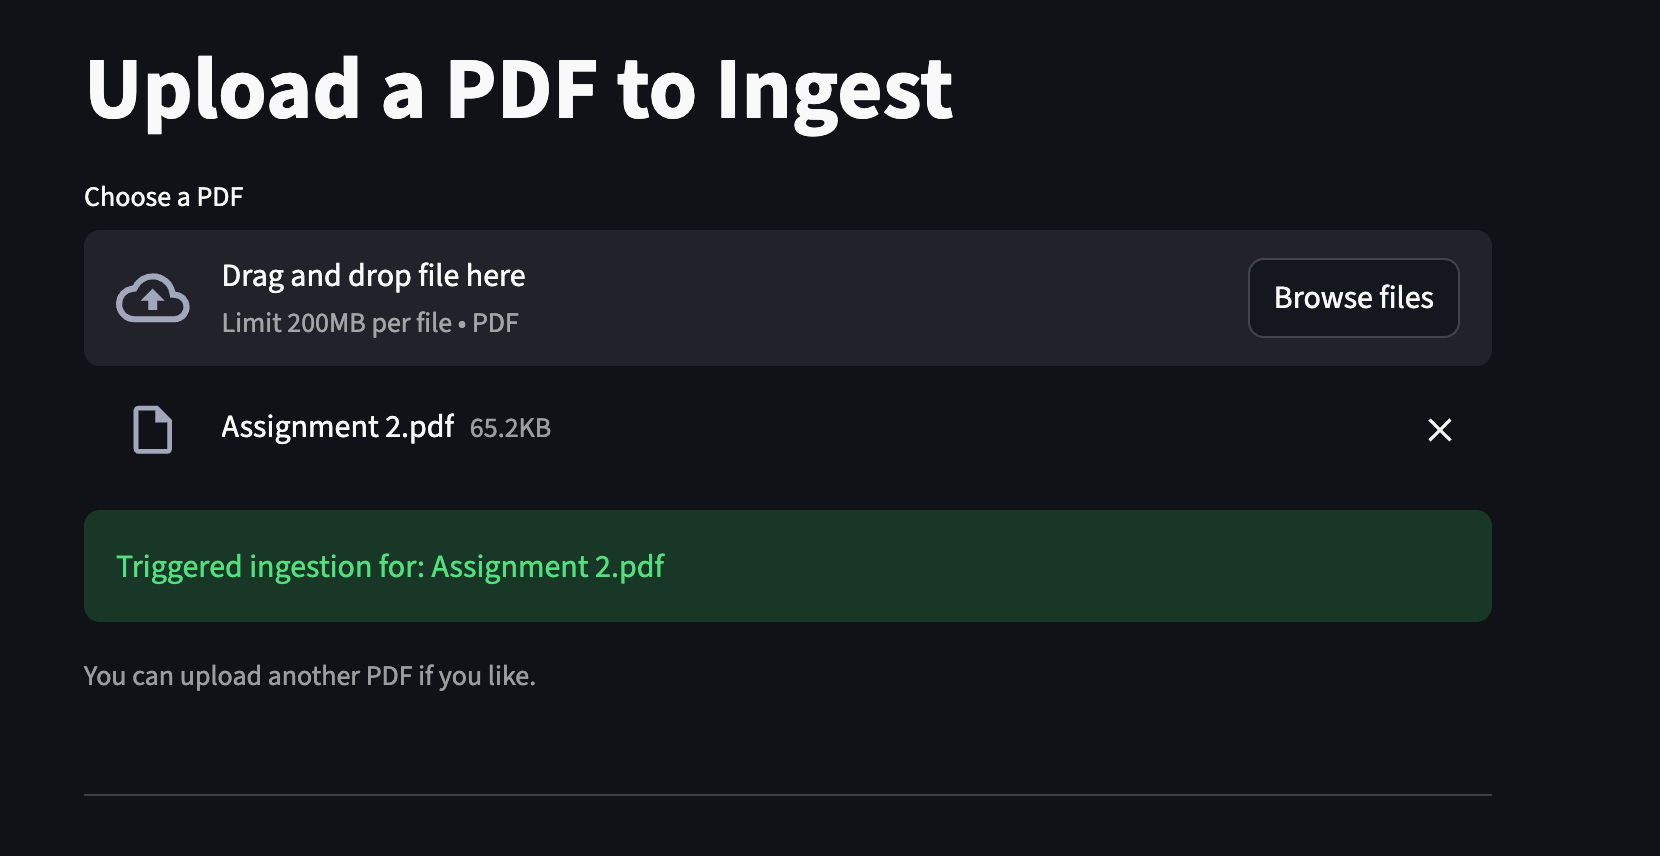 Upload a PDF to Ingest
Choose a PDF
Drag and drop file here
Limit 200MB per file • PDF
Browse files
Assignment 2.pdf 65.2KB
Triggered ingestion for: Assignment 2.pdf
You can upload another PDF if you like.